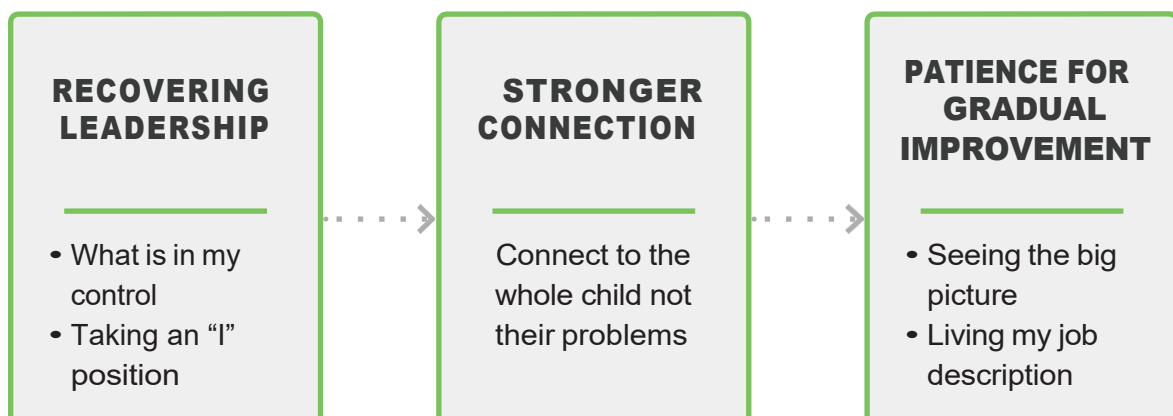 RECOVERING
LEADERSHIP
• What is in my
control
• Taking an “I”
position
STRONGER
CONNECTION
Connect to the
whole child not
their problems
PATIENCE FOR
GRADUAL
IMPROVEMENT
• Seeing the big
picture
• Living my job
description